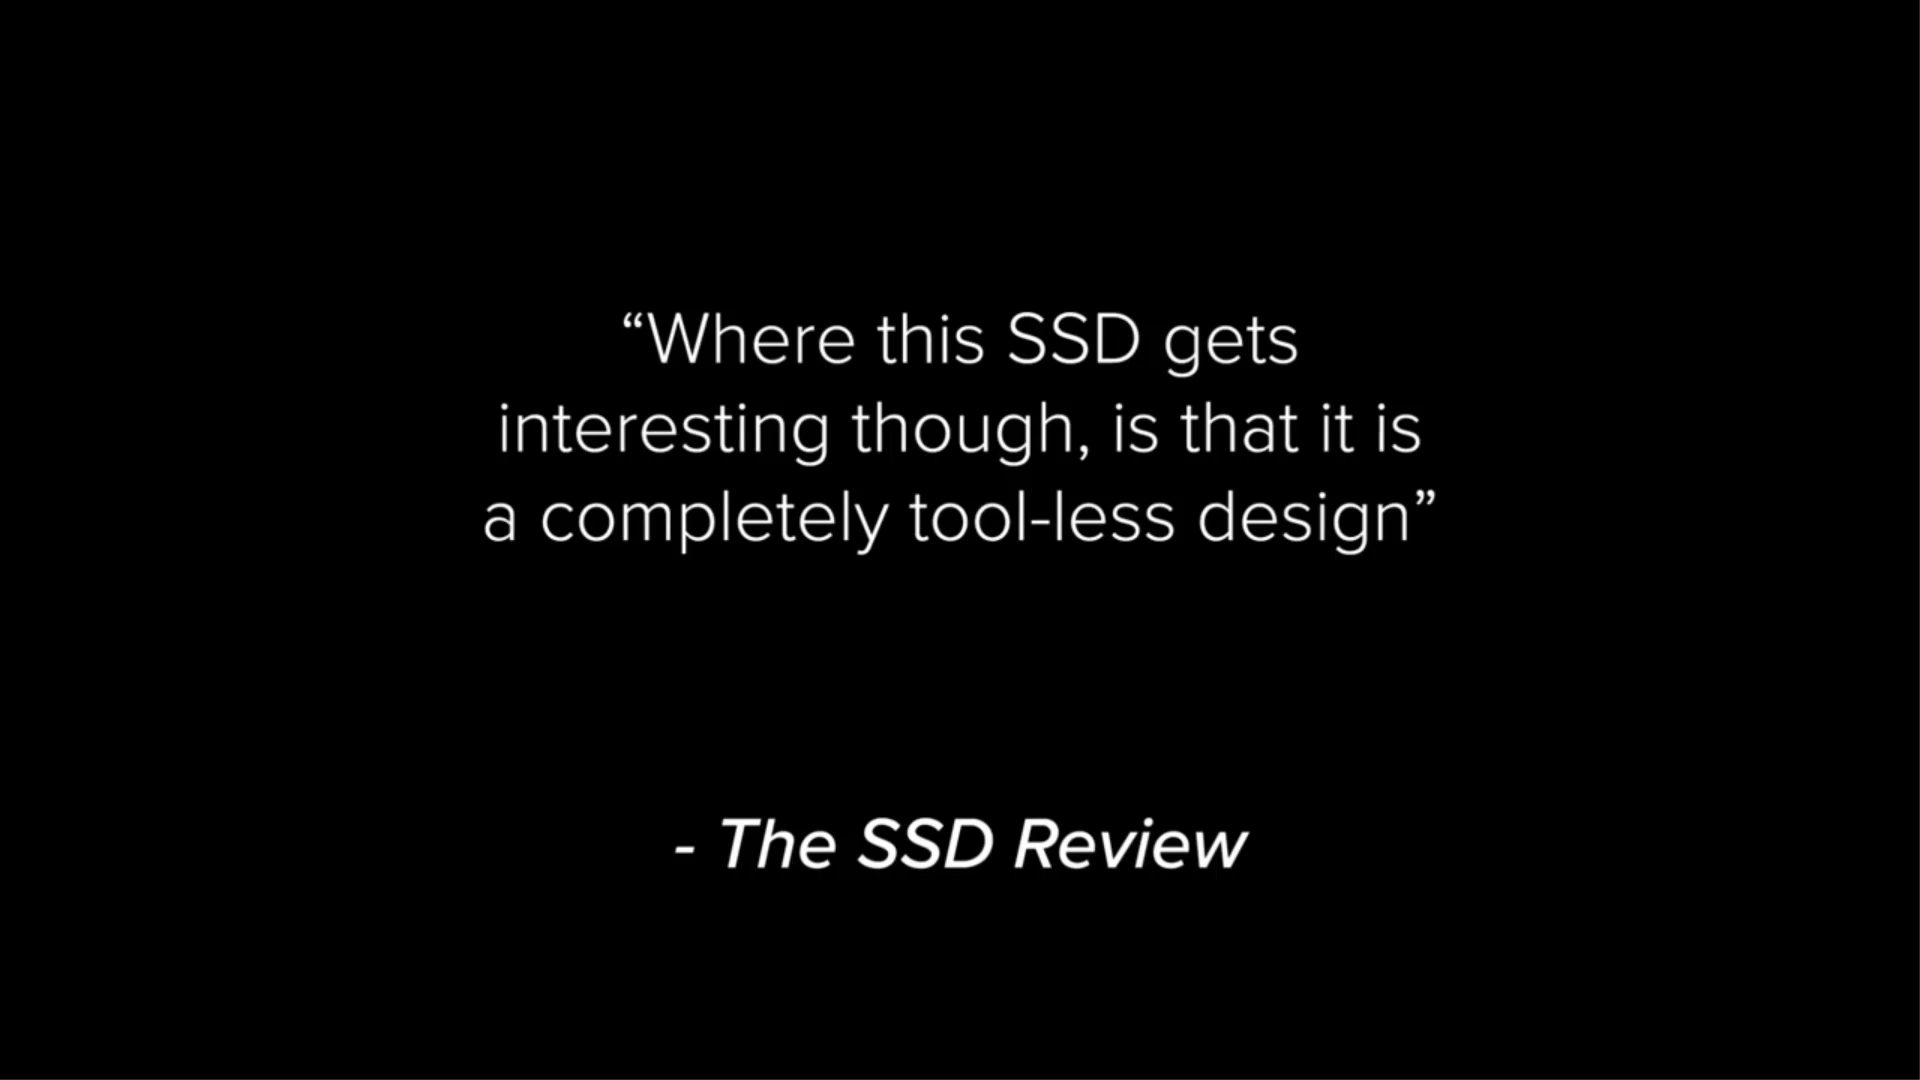 “Where this SSD gets
interesting though, is that it is
a completely tool-less design”
- The SSD Review